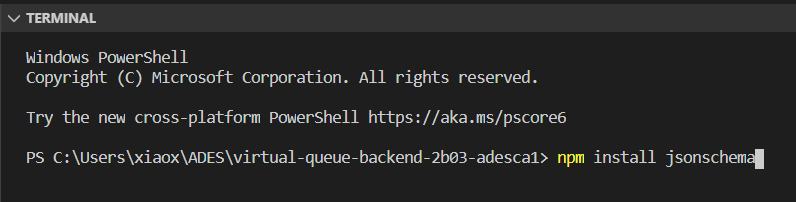 TERMINAL
Windows PowerShell
Copyright (C) Microsoft Corporation. All rights reserved.
Try the new cross-platform PowerShell https://aka.ms/pscore6
PS C:\Users\xiaox\ADES\virtual-queue-backend-2b03-adesca1> npm install jsonschema